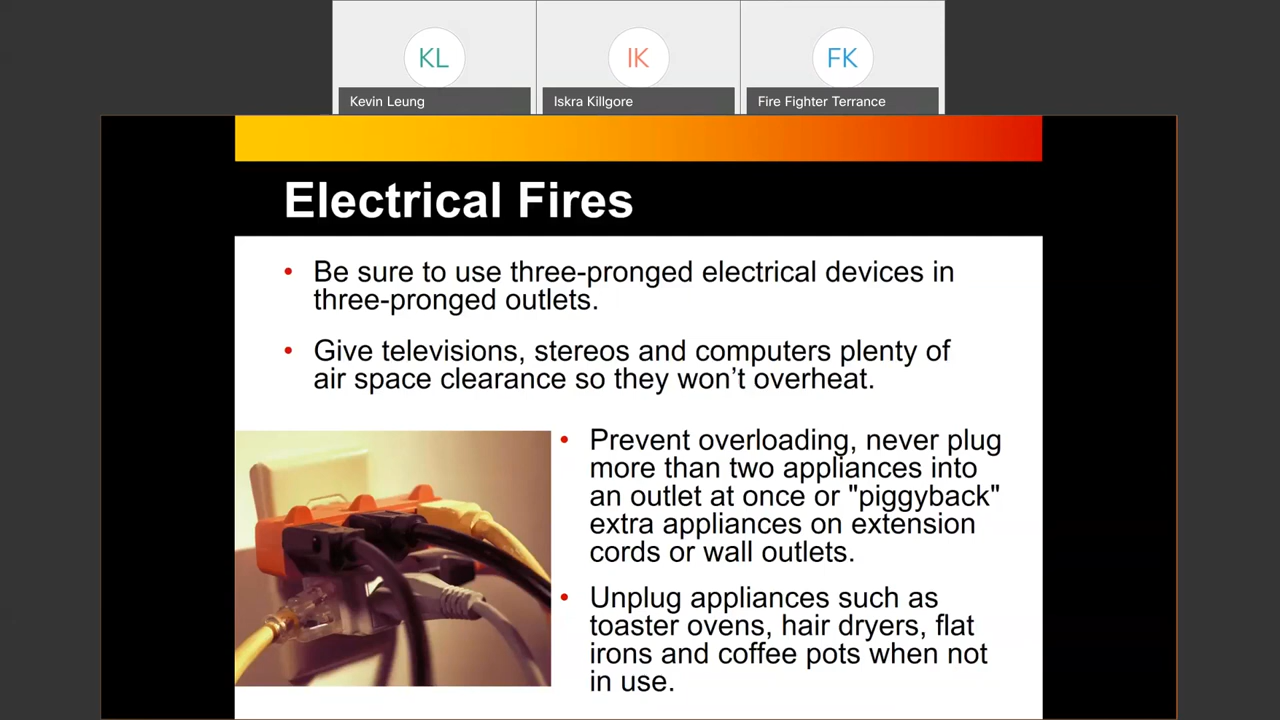 KL
IK
FK
Kevin Leung
Iskra Killgore
Fire Fighter Terrance
Electrical Fires
• Be sure to use three-pronged electrical devices in
three-pronged outlets.
• Give televisions, stereos and computers plenty of
air space clearance so they won’t overheat.
• Prevent overloading, never plug
more than two appliances into
an outlet at once or "piggyback"
extra appliances on extension
cords or wall outlets.
• Unplug appliances such as
toaster ovens, hair dryers, flat
irons and coffee pots when not
in use.